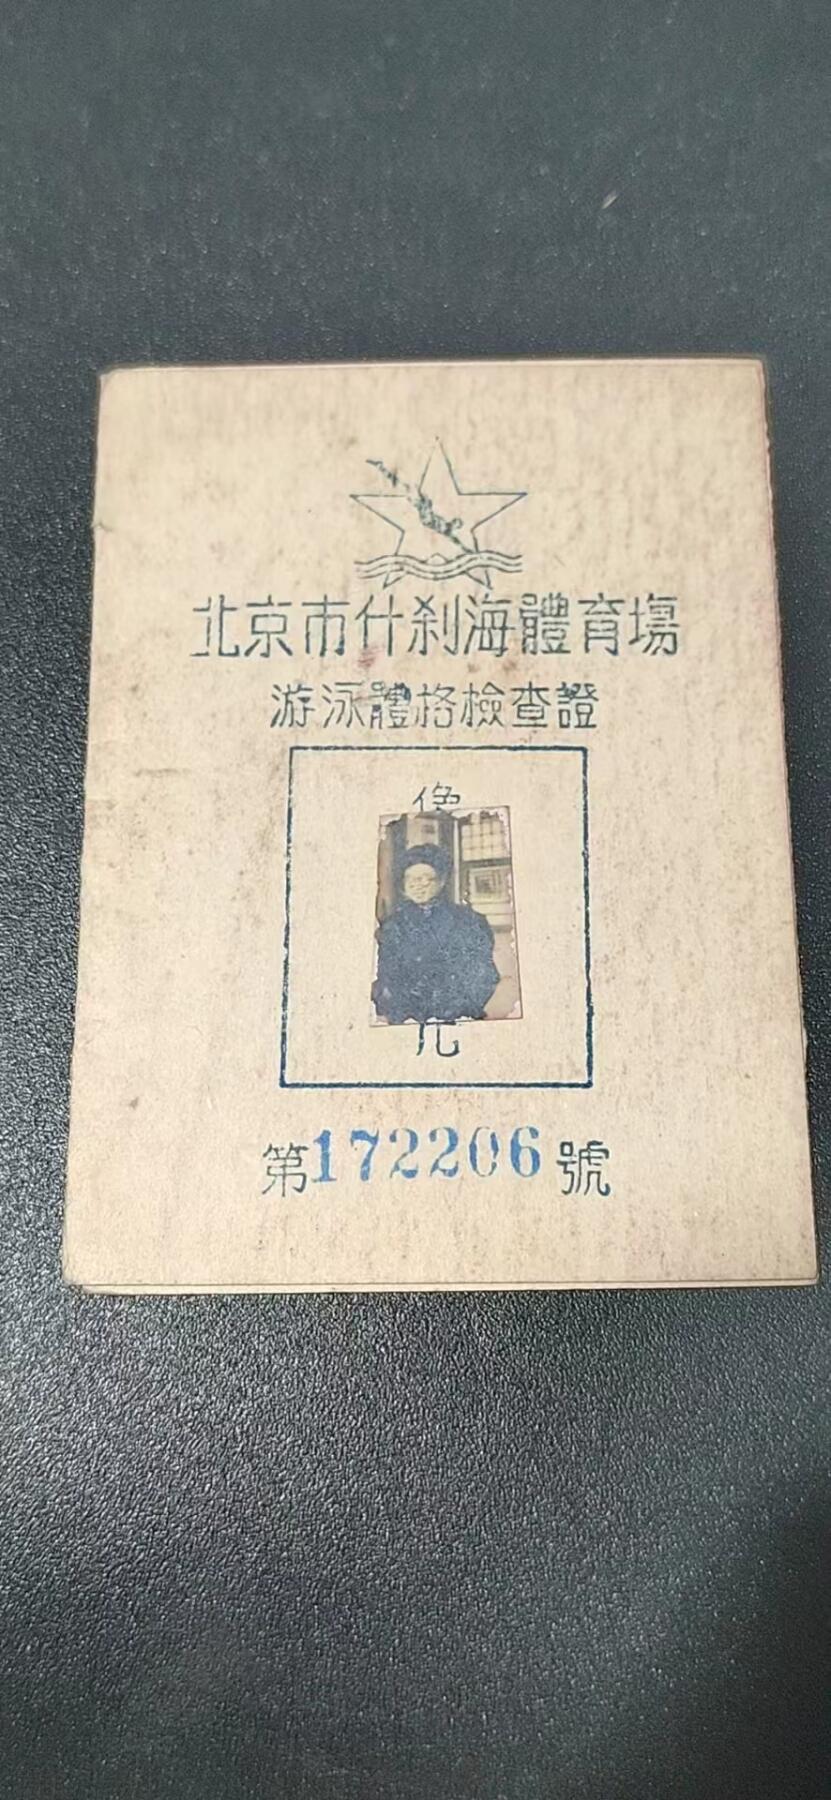 北京市什刹海體育場
游泳體格檢查證
像
片
第172206號